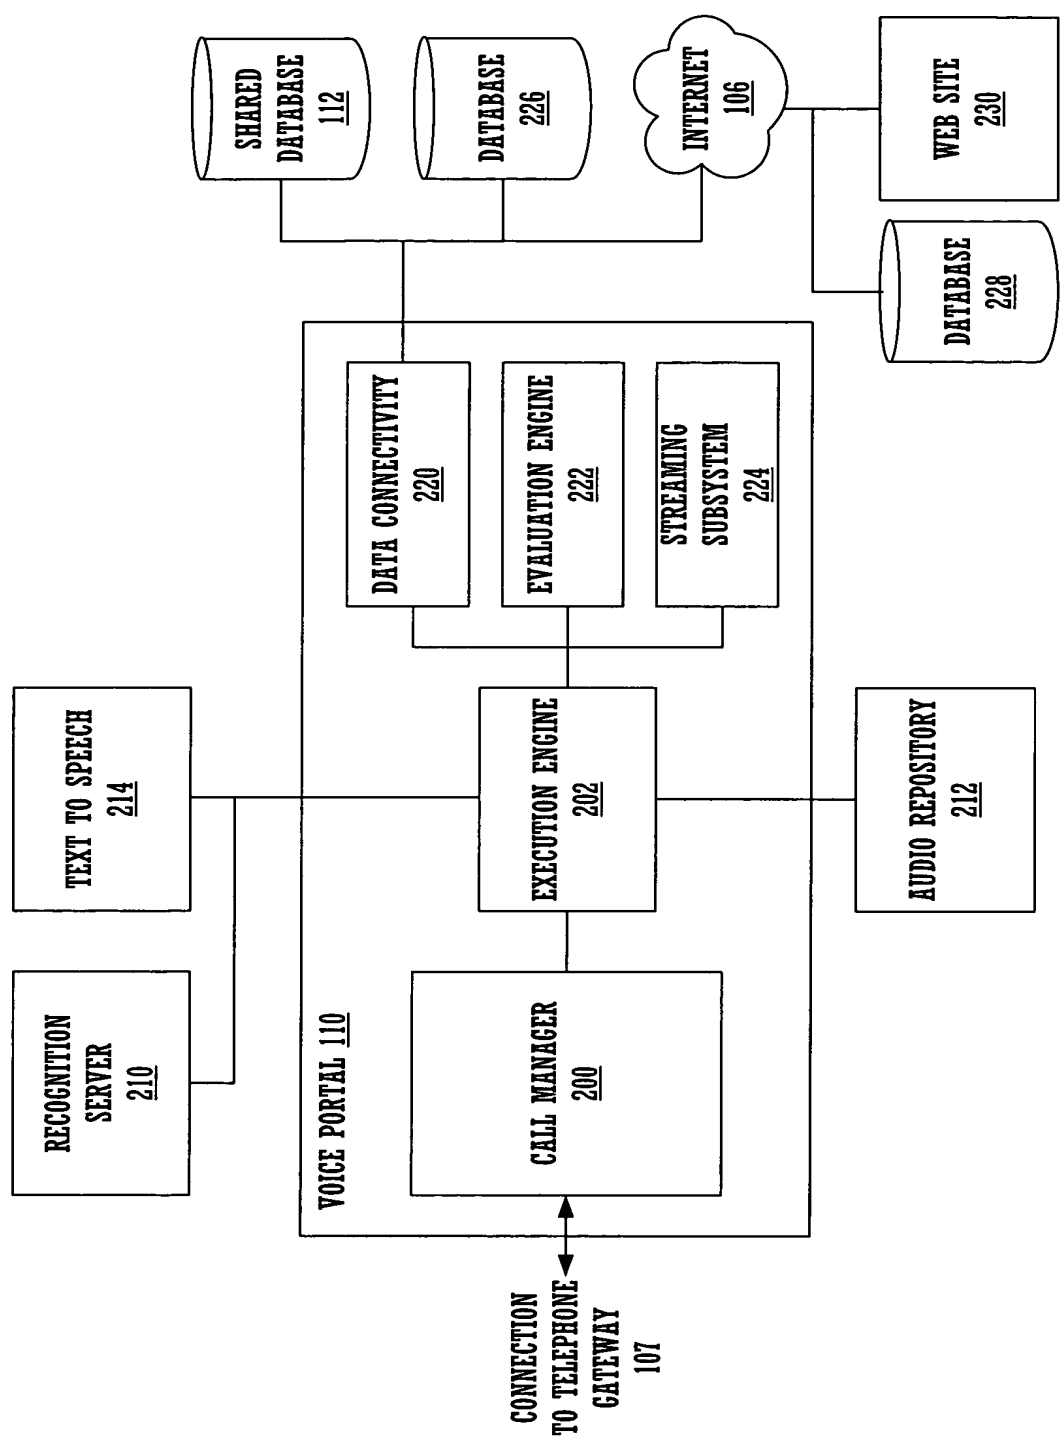 RECOGNITION
SERVER
210
TEXT TO SPEECH
214
SHARED
DATABASE
112
DATABASE
226
INTERNET
106
WEB SITE
230
DATABASE
228
VOICE PORTAL 110
DATA CONNECTIVITY
220
EVALUATION ENGINE
222
STREAMING
SUBSYSTEM
224
EXECUTION ENGINE
202
CALL MANAGER
200
CONNECTION
TO TELEPHONE
GATEWAY
107
AUDIO REPOSITORY
212